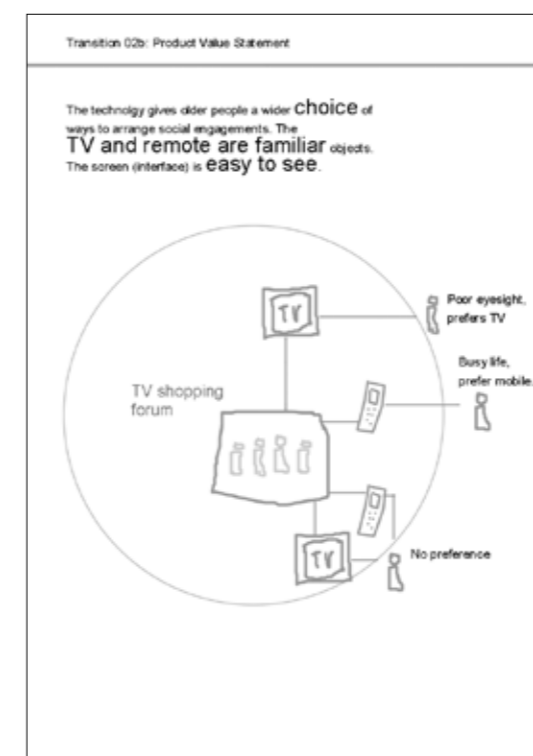 Transition 02b: Product Value Statement
The technolgy gives older people a wider choice of
ways to arrange social engagements. The
TV and remote are familiar objects.
The screen (interface) is easy to see.
TV
Poor eyesight,
prefers TV
Busy life,
prefer mobile.
TV shopping
forum
No preference
TV